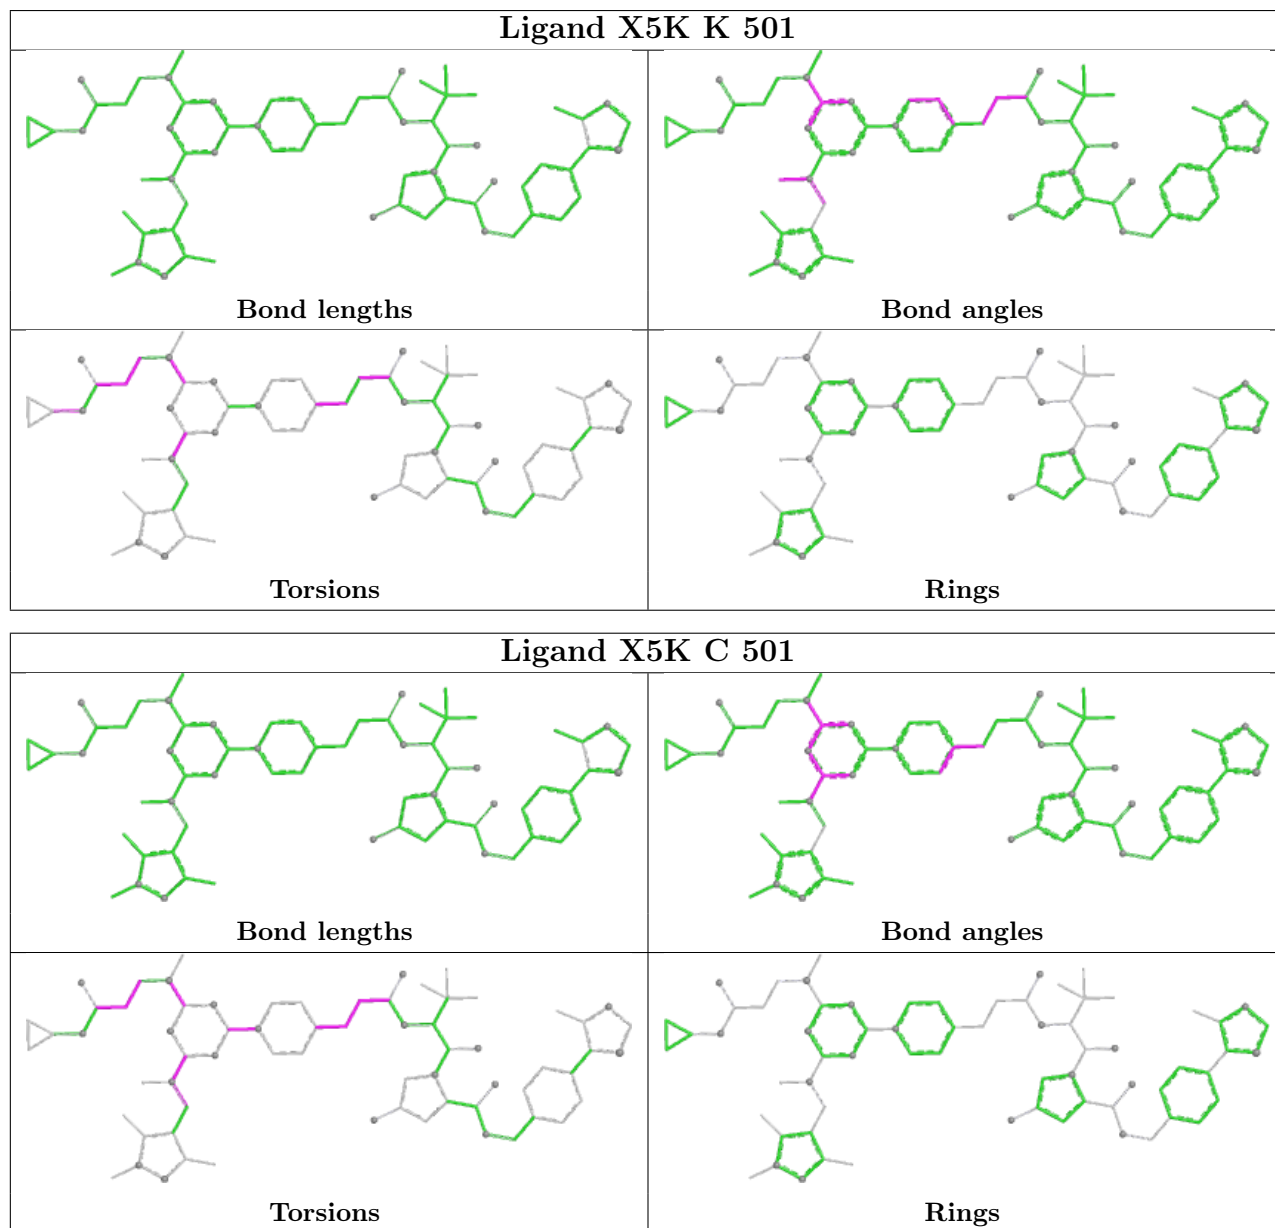 Ligand X5K K 501
Bond lengths
Bond angles
Torsions
Rings
Ligand X5K C 501
Bond lengths
Bond angles
Torsions
Rings